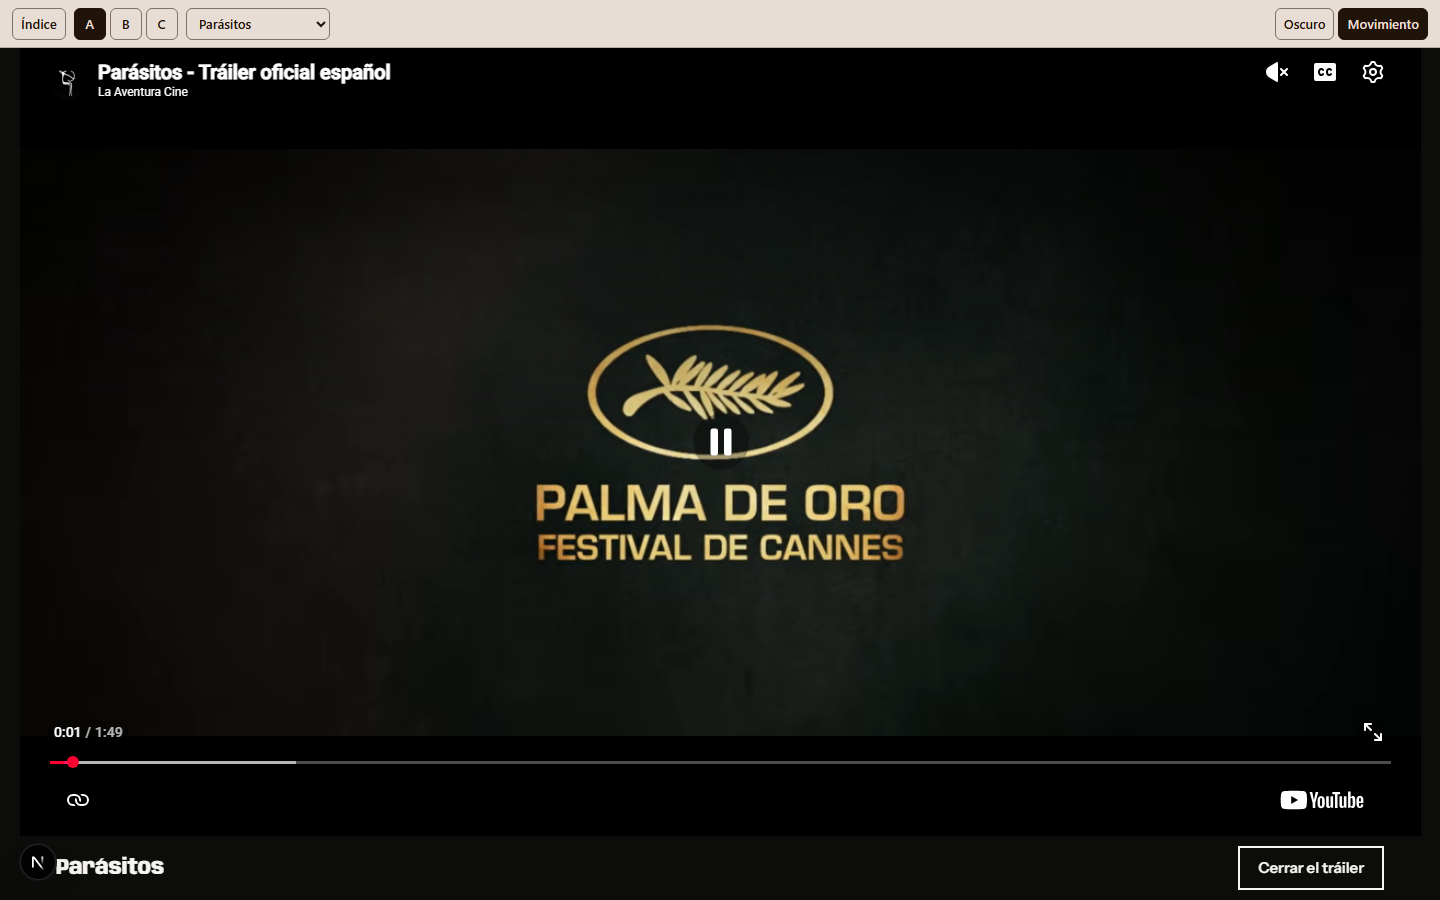 Índice
A
B
C
Parásitos
Oscuro
Movimiento
Parásitos - Tráiler oficial español
La Aventura Cine
CC
PALMA DE ORO
FESTIVAL DE CANNES
0:01 / 1:49
YouTube
N
Parásitos
Cerrar el tráiler